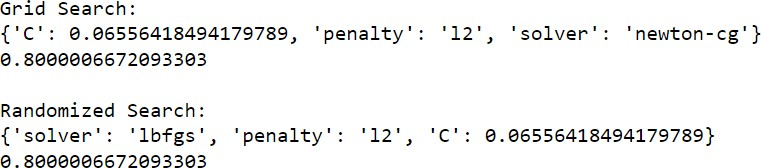 Grid Search:
{'C': 0.06556418494179789, 'penalty': 'l2', 'solver': 'newton-cg'}
0.8000006672093303
Randomized Search:
{'solver': 'lbfgs', 'penalty': 'l2', 'C': 0.06556418494179789}
0.8000006672093303